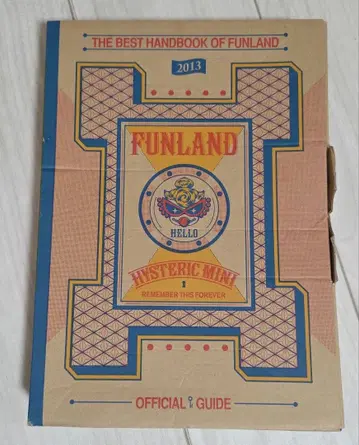 THE BEST HANDBOOK OF FUNLAND
2013
FUNLAND
HELLO
HYSTERIC MINI
REMEMBER THIS FOREVER
OFFICIAL GUIDE